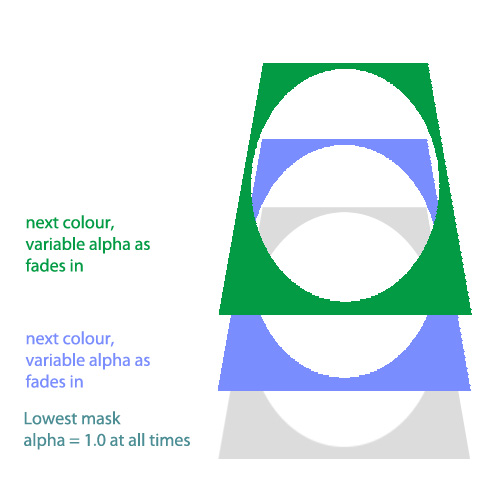 next colour,
variable alpha as
fades in
next colour,
variable alpha as
fades in
Lowest mask
alpha = 1.0 at all times